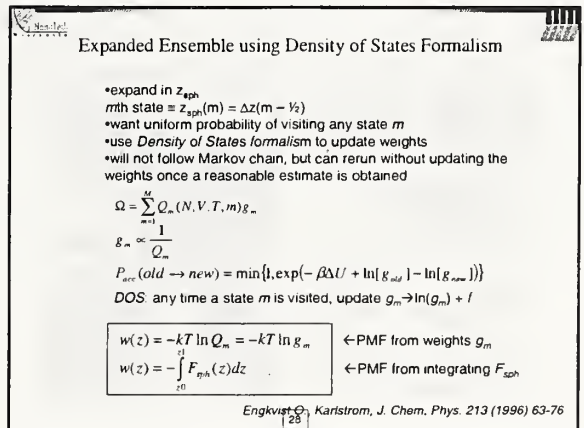 Expanded Ensemble using Density of States Formalism
•expand in z_sph
mth state ≡ z_sph(m) = Δz(m − ½)
•want uniform probability of visiting any state m
•use Density of States formalism to update weights
•will not follow Markov chain, but can rerun without updating the
weights once a reasonable estimate is obtained
Ω = ∑_{m=1}^{M} Q_m (N,V,T,m)g_m
g_m ∝ 1/Q_m
P_acc(old → new) = min{1,exp(− βΔU + ln[g_old] − ln[g_new])}
DOS: any time a state m is visited, update g_m→ln(g_m) + f
w(z) = −kT ln Q_m = −kT ln g_m ←PMF from weights g_m
w(z) = −∫_{z0}^{z1} F_sph(z)dz ←PMF from integrating F_sph
Engkvist O, Karlstrom, J. Chem. Phys. 213 (1996) 63-76
28